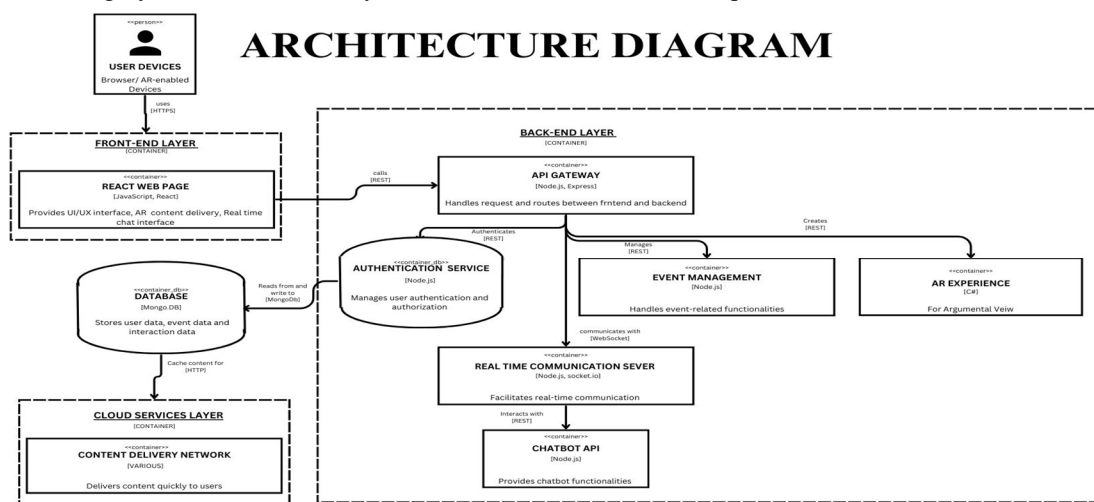 ARCHITECTURE DIAGRAM
<<person>>
USER DEVICES
Browser/ AR-enabled
Devices
uses
[HTTPS]
FRONT-END LAYER
[CONTAINER]
<<container>>
REACT WEB PAGE
[JavaScript, React]
Provides UI/UX interface, AR content delivery, Real time
chat interface
calls
[REST]
BACK-END LAYER
[CONTAINER]
<<container>>
API GATEWAY
[Node.js, Express]
Handles request and routes between frntend and backend
Authenticates
[REST]
Manages
[REST]
Creates
[REST]
<<container_db>>
AUTHENTICATION SERVICE
[Node.js]
Manages user authentication and
authorization
<<container>>
EVENT MANAGEMENT
[Node.js]
Handles event-related functionalities
<<container>>
AR EXPERIENCE
[C#]
For Argumental Veiw
Reads from and
write to
[MongoDb]
<<container_db>>
DATABASE
[Mongo.DB]
Stores user data, event data and
interaction data
communicates with
[WebSocket]
<<container>>
REAL TIME COMMUNICATION SEVER
[Node.js, socket.io]
Facilitates real-time communication
Cache content for
[HTTP]
Interacts with
[REST]
CLOUD SERVICES LAYER
[CONTAINER]
<<container>>
CONTENT DELIVERY NETWORK
[VARIOUS]
Delivers content quickly to users
<<container>>
CHATBOT API
[Node.js]
Provides chatbot functionalities